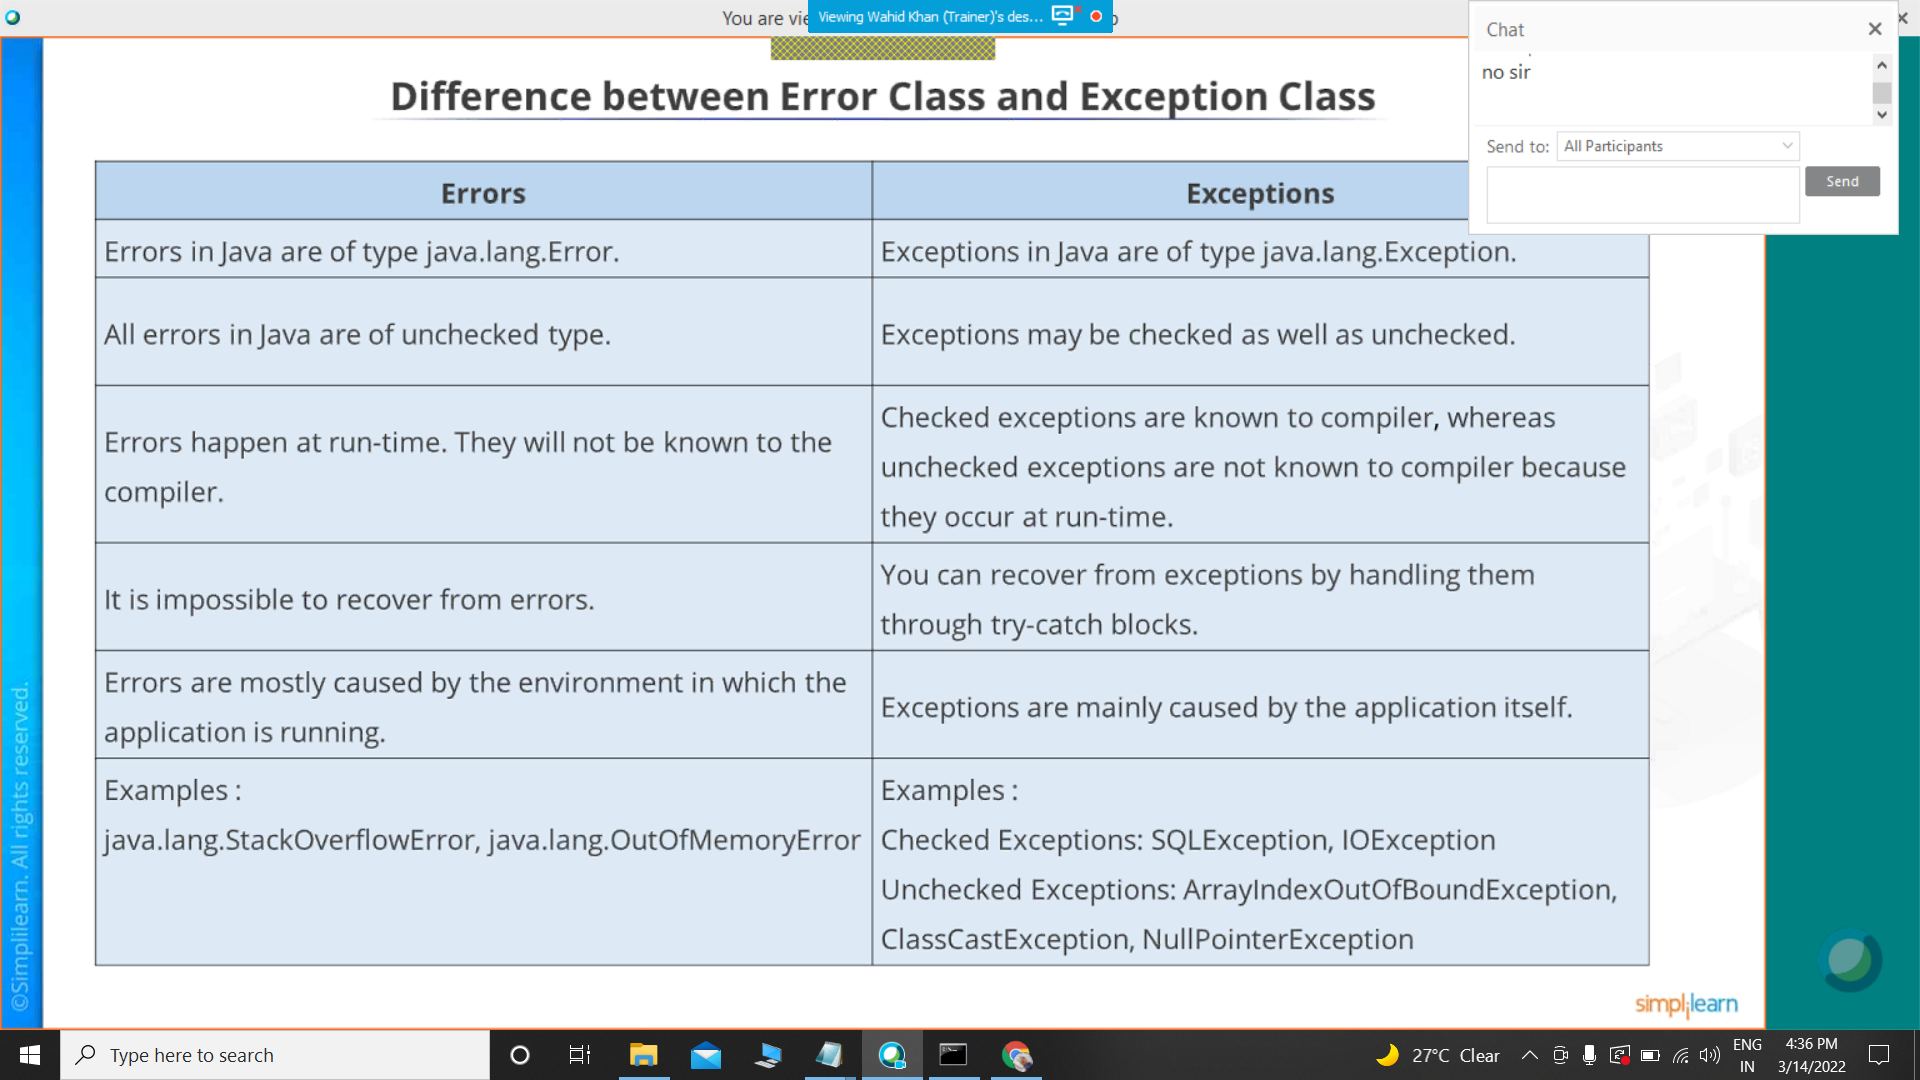 You are vie
Viewing Wahid Khan (Trainer)'s des...
Chat
no sir
Send to:
All Participants
Send
Difference between Error Class and Exception Class
Errors
Exceptions
Errors in Java are of type java.lang.Error.
Exceptions in Java are of type java.lang.Exception.
All errors in Java are of unchecked type.
Exceptions may be checked as well as unchecked.
Errors happen at run-time. They will not be known to the
compiler.
Checked exceptions are known to compiler, whereas
unchecked exceptions are not known to compiler because
they occur at run-time.
It is impossible to recover from errors.
You can recover from exceptions by handling them
through try-catch blocks.
Errors are mostly caused by the environment in which the
application is running.
Exceptions are mainly caused by the application itself.
Examples :
java.lang.StackOverflowError, java.lang.OutOfMemoryError
Examples :
Checked Exceptions: SQLException, IOException
Unchecked Exceptions: ArrayIndexOutOfBoundException,
ClassCastException, NullPointerException
©Simplilearn. All rights reserved.
simplilearn
Type here to search
27°C Clear
ENG
IN
4:36 PM
3/14/2022